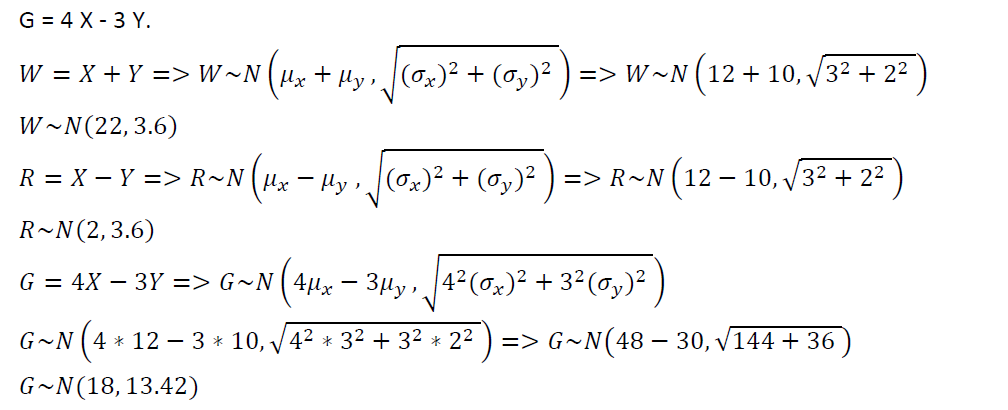 G = 4 X - 3 Y.
W = X + Y => W~N(μx + μy, √((σx)² + (σy)²)) => W~N(12 + 10, √(3² + 2²))
W~N(22, 3.6)
R = X − Y => R~N(μx − μy, √((σx)² + (σy)²)) => R~N(12 − 10, √(3² + 2²))
R~N(2, 3.6)
G = 4X − 3Y => G~N(4μx − 3μy, √(4²(σx)² + 3²(σy)²))
G~N(4 * 12 − 3 * 10, √(4² * 3² + 3² * 2²)) => G~N(48 − 30, √(144 + 36))
G~N(18, 13.42)